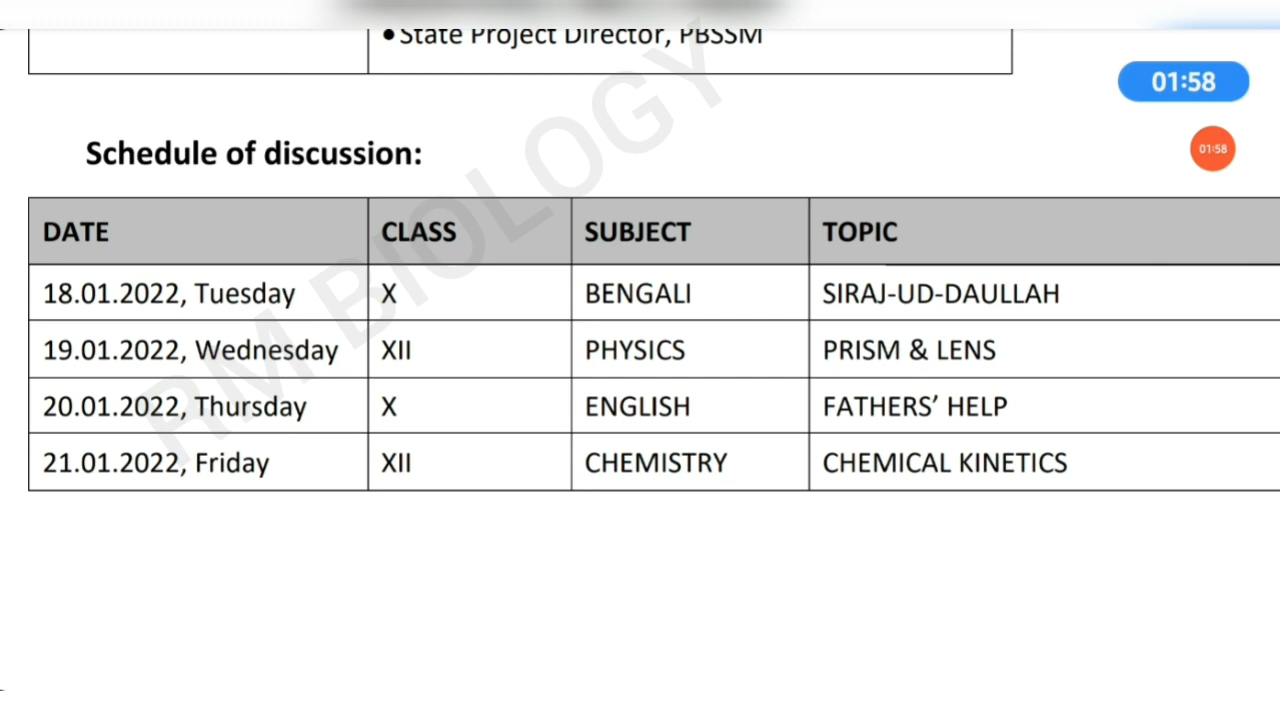 • State Project Director, PBSSM
01:58
01:58
Schedule of discussion:
DATE CLASS SUBJECT TOPIC
18.01.2022, Tuesday X BENGALI SIRAJ-UD-DAULLAH
19.01.2022, Wednesday XII PHYSICS PRISM & LENS
20.01.2022, Thursday X ENGLISH FATHERS’ HELP
21.01.2022, Friday XII CHEMISTRY CHEMICAL KINETICS
RM BIOLOGY